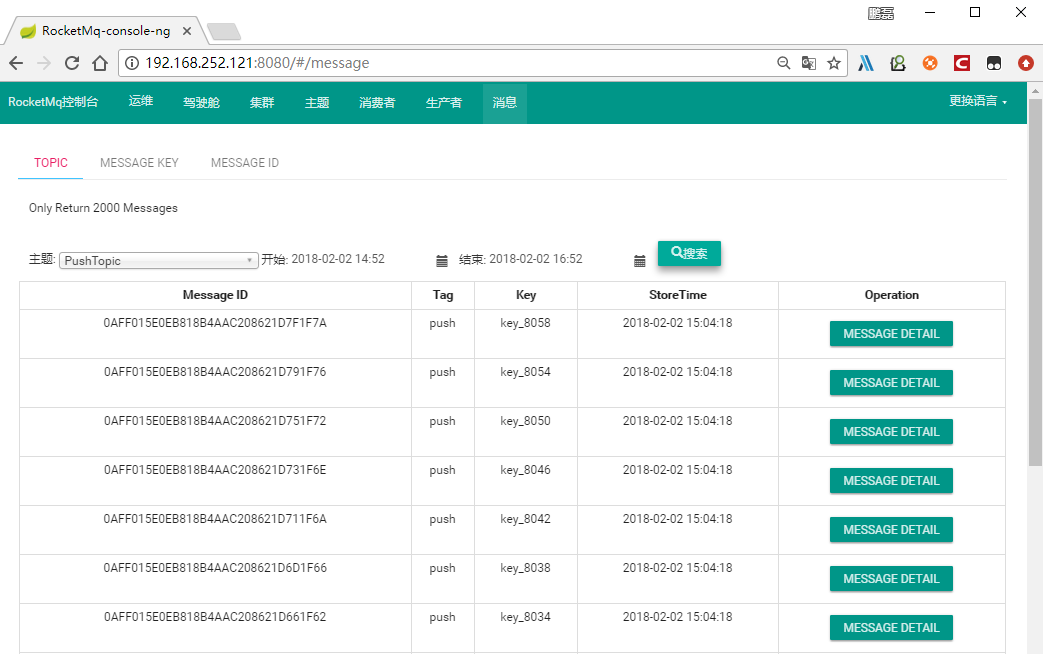 鹏磊
RocketMq-console-ng
192.168.252.121:8080/#/message
RocketMq控制台 运维 驾驶舱 集群 主题 消费者 生产者 消息 更换语言
TOPIC MESSAGE KEY MESSAGE ID
Only Return 2000 Messages
主题: PushTopic 开始: 2018-02-02 14:52 结束: 2018-02-02 16:52 搜索
Message ID Tag Key StoreTime Operation
0AFF015E0EB818B4AAC208621D7F1F7A push key_8058 2018-02-02 15:04:18 MESSAGE DETAIL
0AFF015E0EB818B4AAC208621D791F76 push key_8054 2018-02-02 15:04:18 MESSAGE DETAIL
0AFF015E0EB818B4AAC208621D751F72 push key_8050 2018-02-02 15:04:18 MESSAGE DETAIL
0AFF015E0EB818B4AAC208621D731F6E push key_8046 2018-02-02 15:04:18 MESSAGE DETAIL
0AFF015E0EB818B4AAC208621D711F6A push key_8042 2018-02-02 15:04:18 MESSAGE DETAIL
0AFF015E0EB818B4AAC208621D6D1F66 push key_8038 2018-02-02 15:04:18 MESSAGE DETAIL
0AFF015E0EB818B4AAC208621D661F62 push key_8034 2018-02-02 15:04:18 MESSAGE DETAIL